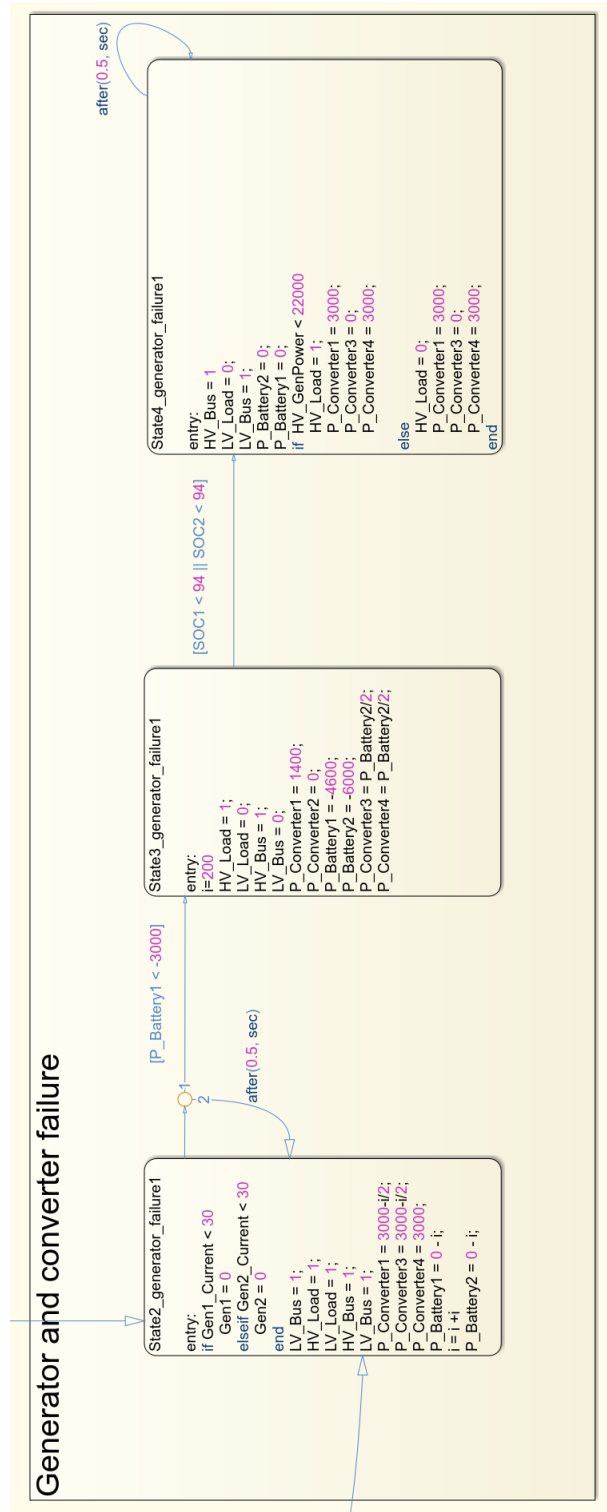 Generator and converter failure
State2_generator_failure1
entry:
if Gen1_Current < 30
Gen1 = 0
elseif Gen2_Current < 30
Gen2 = 0
end
LV_Bus = 1;
HV_Load = 1;
LV_Load = 1;
HV_Bus = 1;
LV_Bus = 1;
P_Converter1 = 3000-i/2;
P_Converter3 = 3000-i/2;
P_Converter4 = 3000;
P_Battery1 = 0 - i;
i = i +i
P_Battery2 = 0 - i;
1
[P_Battery1 < -3000]
2
after(0.5, sec)
State3_generator_failure1
entry:
i=200
HV_Load = 1;
LV_Load = 0;
HV_Bus = 1;
LV_Bus = 0;
P_Converter1 = 1400;
P_Converter2 = 0;
P_Battery1 = -4600;
P_Battery2 = -6000;
P_Converter3 = P_Battery2/2;
P_Converter4 = P_Battery2/2;
[SOC1 < 94 || SOC2 < 94]
State4_generator_failure1
entry:
HV_Bus = 1
LV_Load = 0;
LV_Bus = 1;
P_Battery2 = 0;
P_Battery1 = 0;
if HV_GenPower < 22000
HV_Load = 1;
P_Converter1 = 3000;
P_Converter3 = 0;
P_Converter4 = 3000;
else
HV_Load = 0;
P_Converter1 = 3000;
P_Converter3 = 0;
P_Converter4 = 3000;
end
after(0.5, sec)